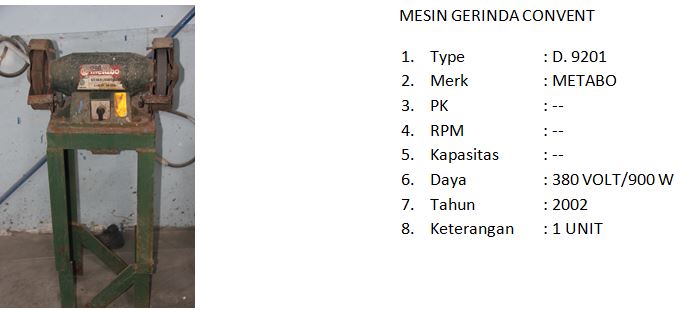 MESIN GERINDA CONVENT
1. Type : D. 9201
2. Merk : METABO
3. PK : --
4. RPM : --
5. Kapasitas : --
6. Daya : 380 VOLT/900 W
7. Tahun : 2002
8. Keterangan : 1 UNIT
metabo